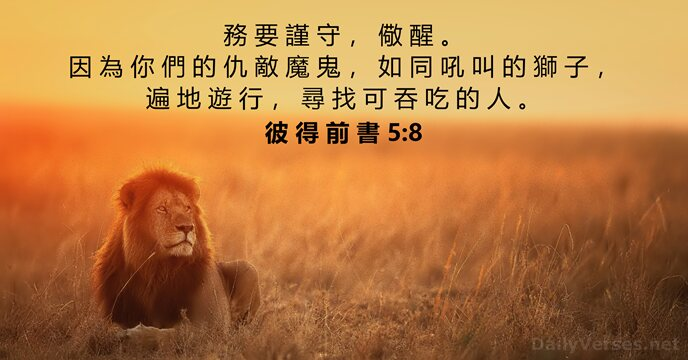 務要謹守，儆醒。
因為你們的仇敵魔鬼，如同吼叫的獅子，
遍地遊行，尋找可吞吃的人。
彼得前書 5:8
DailyVerses.net